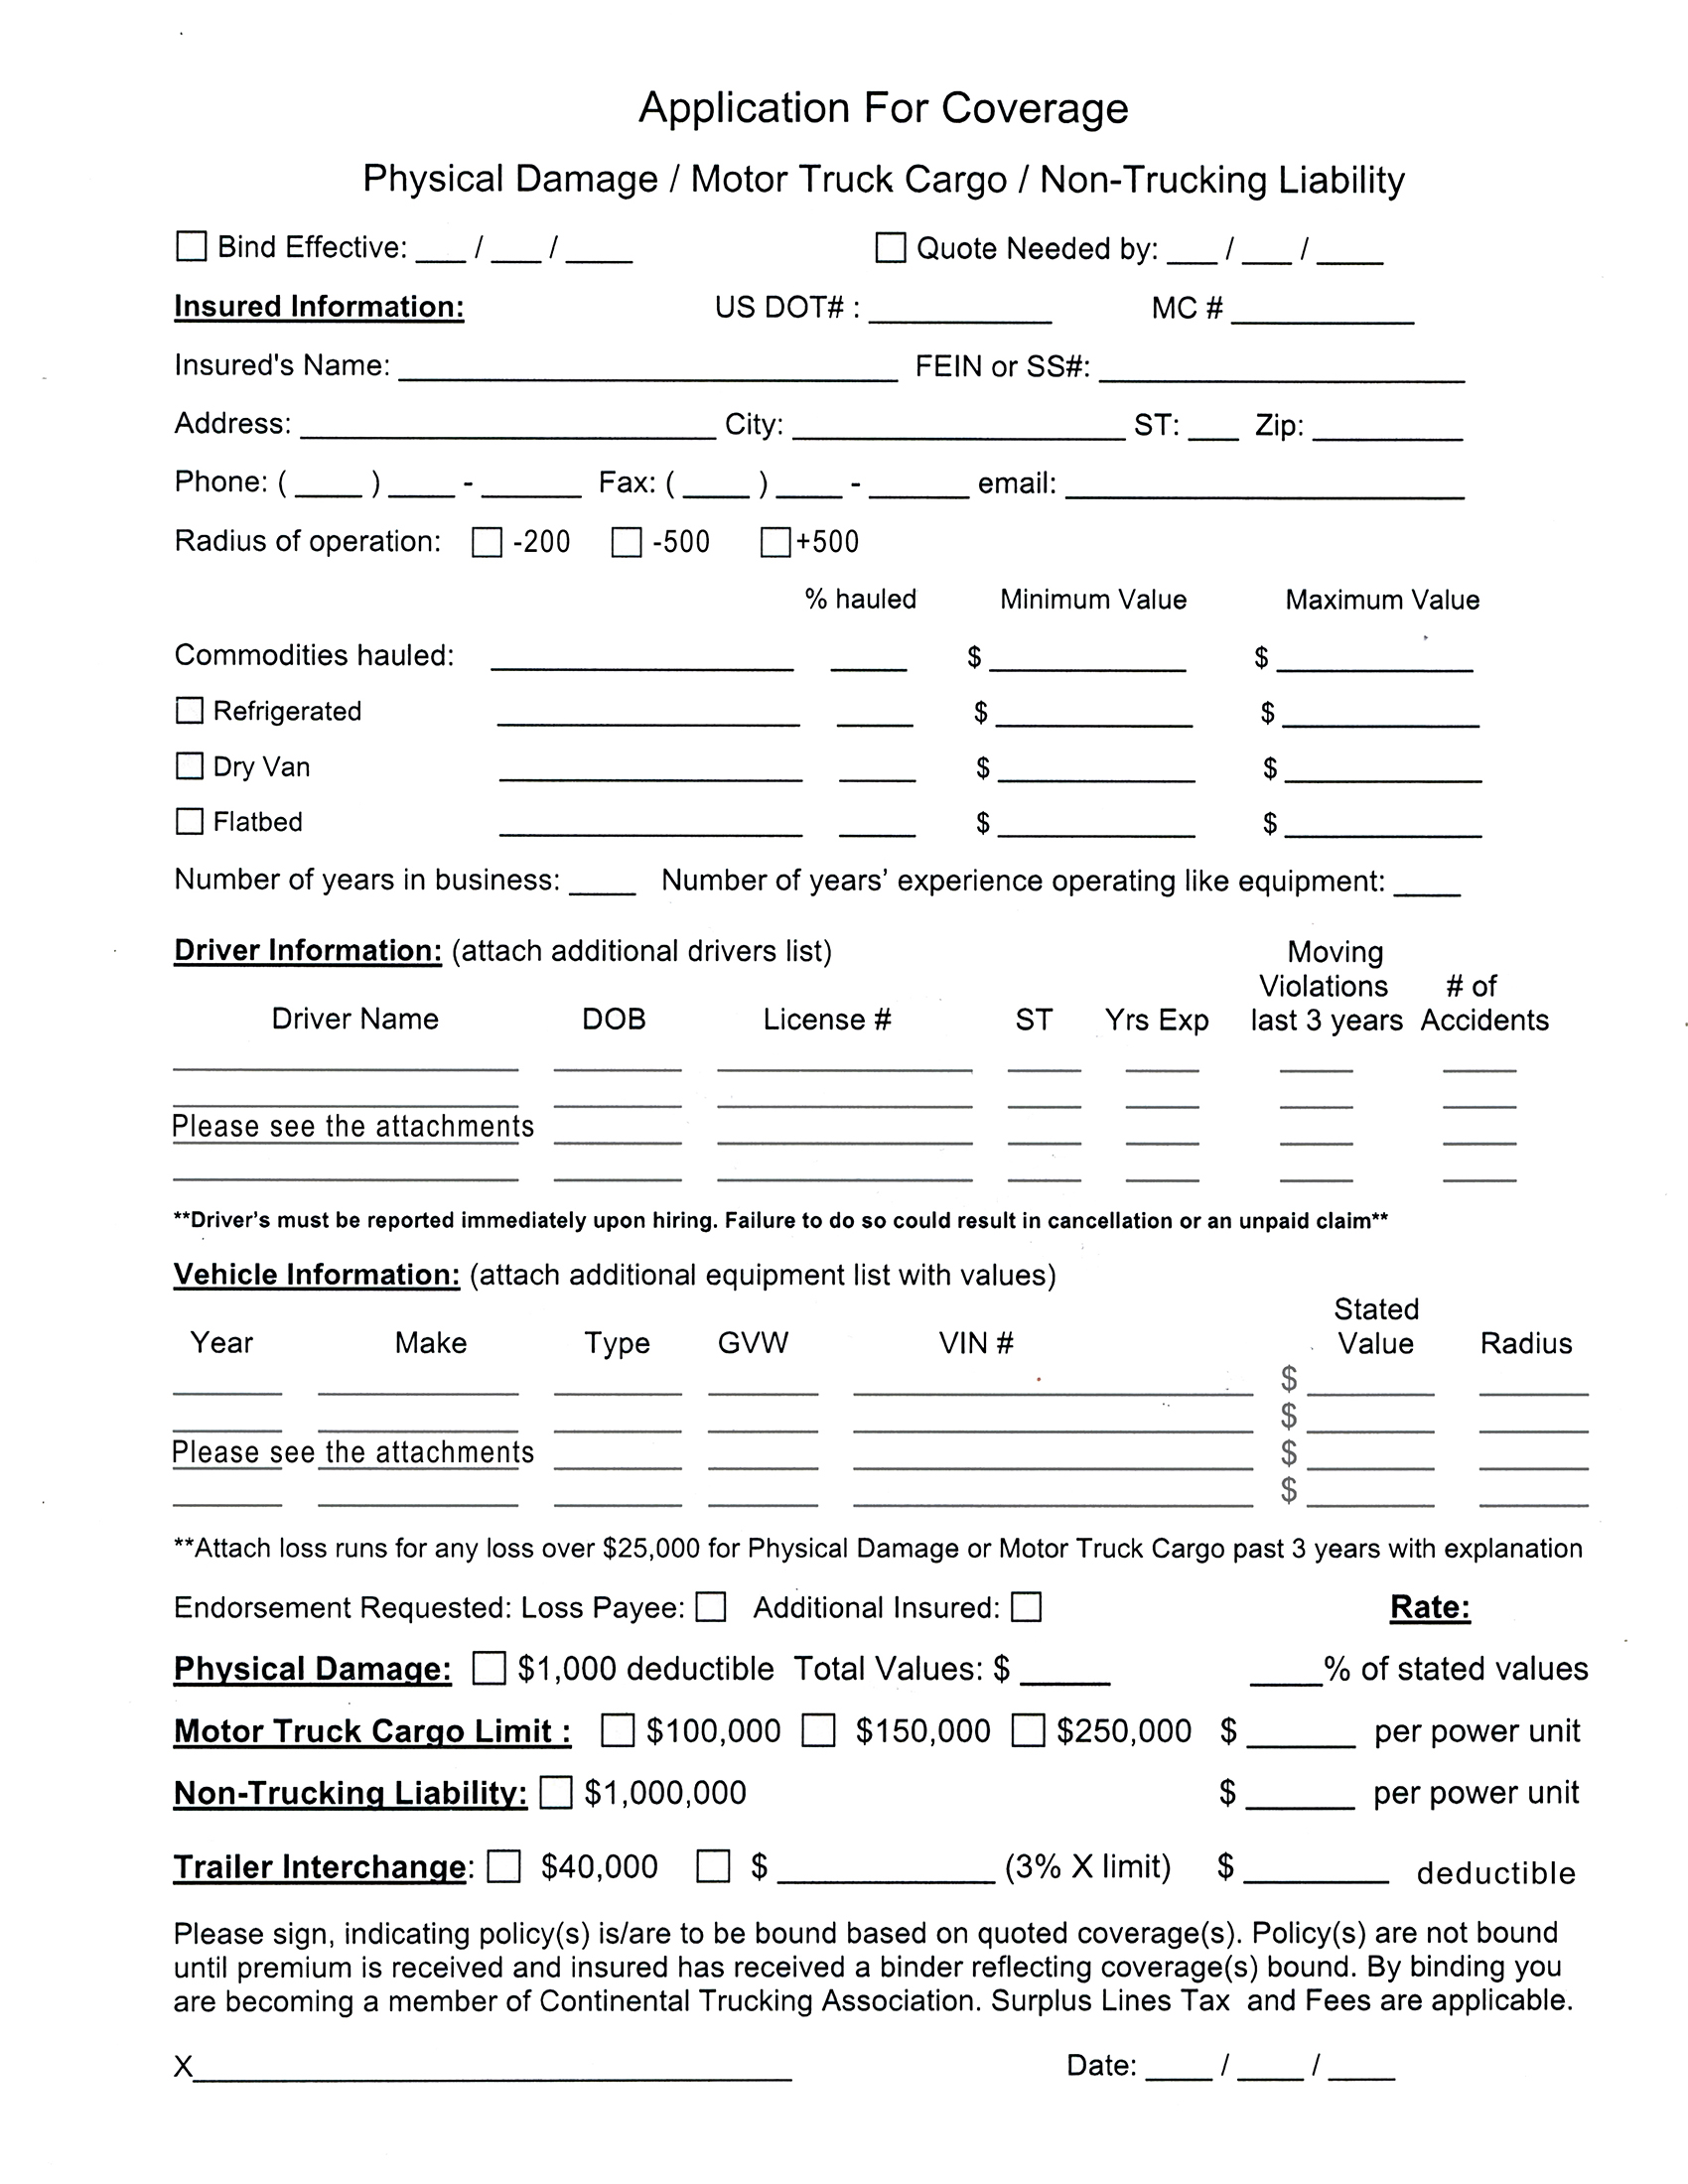 Application For Coverage
Physical Damage / Motor Truck Cargo / Non-Trucking Liability
☐ Bind Effective: ___ / ___ / ____ ☐ Quote Needed by: ___ / ___ / ____
Insured Information: US DOT# : ___________ MC # ___________
Insured's Name: ______________________________ FEIN or SS#: ______________________
Address: _________________________ City: ____________________ ST: ___ Zip: _________
Phone: ( ____ ) ____ - ______ Fax: ( ____ ) ____ - ______ email: ________________________
Radius of operation: ☐ -200 ☐ -500 ☐ +500
% hauled Minimum Value Maximum Value
Commodities hauled: __________________ _____ $ ____________ $ ____________
☐ Refrigerated __________________ _____ $ ____________ $ ____________
☐ Dry Van __________________ _____ $ ____________ $ ____________
☐ Flatbed __________________ _____ $ ____________ $ ____________
Number of years in business: ____ Number of years’ experience operating like equipment: ____
Driver Information: (attach additional drivers list) Moving
Violations # of
Driver Name DOB License # ST Yrs Exp last 3 years Accidents
Please see the attachments
**Driver’s must be reported immediately upon hiring. Failure to do so could result in cancellation or an unpaid claim**
Vehicle Information: (attach additional equipment list with values)
Stated
Year Make Type GVW VIN # Value Radius
$
$
Please see the attachments $
$
**Attach loss runs for any loss over $25,000 for Physical Damage or Motor Truck Cargo past 3 years with explanation
Endorsement Requested: Loss Payee: ☐ Additional Insured: ☐ Rate:
Physical Damage: ☐ $1,000 deductible Total Values: $ _____ ____% of stated values
Motor Truck Cargo Limit : ☐ $100,000 ☐ $150,000 ☐ $250,000 $ ______ per power unit
Non-Trucking Liability: ☐ $1,000,000 $ ______ per power unit
Trailer Interchange: ☐ $40,000 ☐ $ ____________ (3% X limit) $ ________ deductible
Please sign, indicating policy(s) is/are to be bound based on quoted coverage(s). Policy(s) are not bound
until premium is received and insured has received a binder reflecting coverage(s) bound. By binding you
are becoming a member of Continental Trucking Association. Surplus Lines Tax and Fees are applicable.
X____________________________________ Date: ____ / ____ / ____